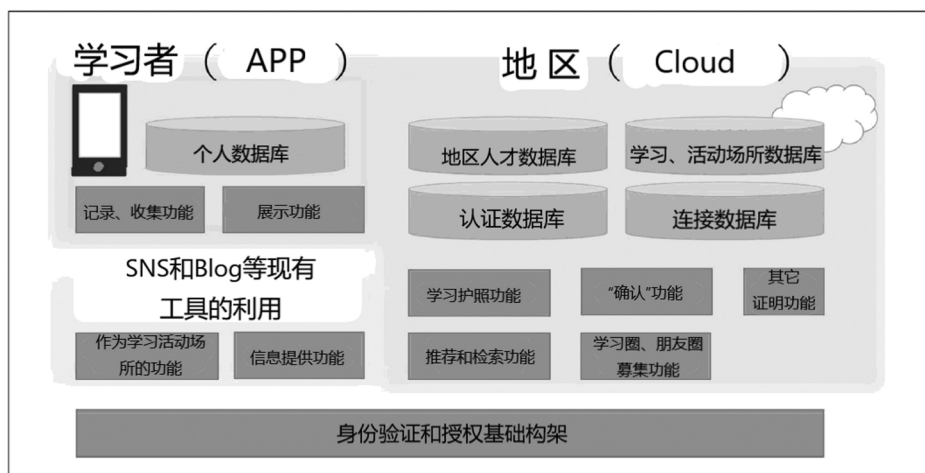 学习者（ APP ）
地区（ Cloud ）
个人数据库
记录、收集功能
展示功能
SNS和Blog等现有
工具的利用
作为学习活动场
所的功能
信息提供功能
地区人才数据库
学习、活动场所数据库
认证数据库
连接数据库
学习护照功能
“确认”功能
其它
证明功能
推荐和检索功能
学习圈、朋友圈
募集功能
身份验证和授权基础构架